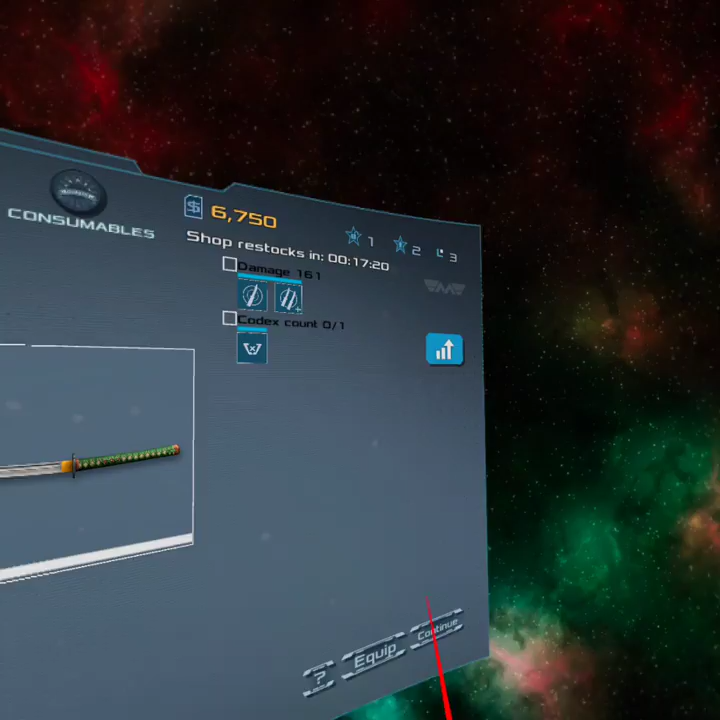 CONSUMABLES
6,750
1 2 3
Shop restocks in: 00:17:20
Damage 161
Codex count 0/1
? Equip Continue